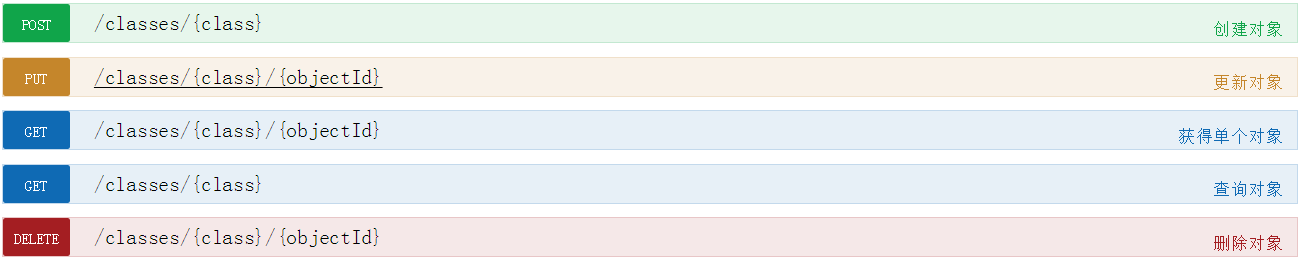 POST /classes/{class} 创建对象
PUT /classes/{class}/{objectId} 更新对象
GET /classes/{class}/{objectId} 获得单个对象
GET /classes/{class} 查询对象
DELETE /classes/{class}/{objectId} 删除对象